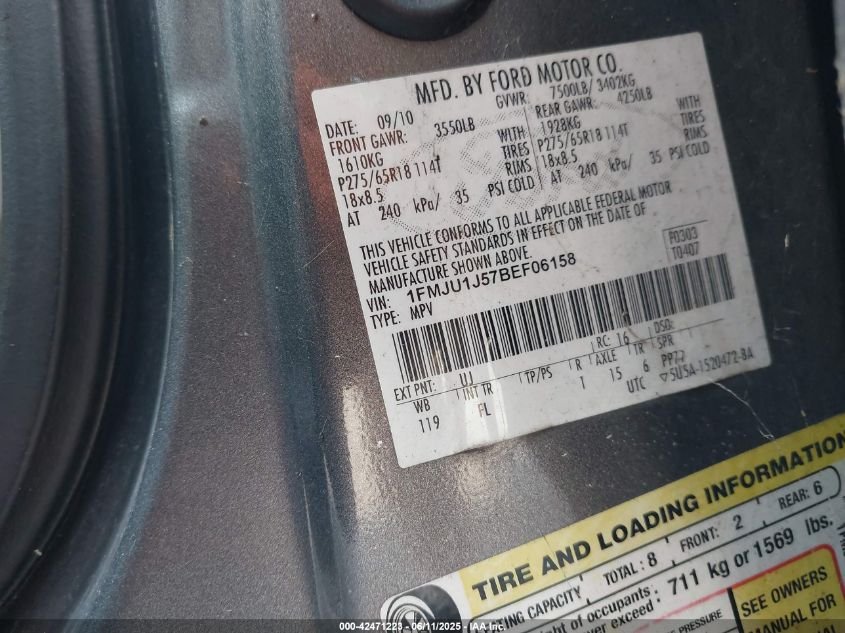 MFD. BY FORD MOTOR CO.
DATE: 09/10 GVWR: 7500LB/ 3402KG
FRONT GAWR: 3550LB REAR GAWR: 4250LB
1610KG WITH 1928KG WITH
P275/65R18 114T TIRES P275/65R18 114T TIRES
18x8.5 RIMS 18x8.5 RIMS
AT 240 kPa/ 35 PSI COLD AT 240 kPa/ 35 PSI COLD
THIS VEHICLE CONFORMS TO ALL APPLICABLE FEDERAL MOTOR
VEHICLE SAFETY STANDARDS IN EFFECT ON THE DATE OF
MANUFACTURE SHOWN ABOVE.
F0303
T0407
VIN: 1FMJU1J57BEF06158
TYPE: MPV
EXT PNT: UJ RC: 16 DSO:
WB INT TR TP/PS R AXLE TR SPR
119 FL T 15 6 PP77
UTC ▽5U5A-1520472-BA
TIRE AND LOADING INFORMATION
TOTAL: 8 FRONT: 2 REAR: 6
CAPACITY
of occupants
exceed: 711 kg or 1569 lbs.
PRESSURE
SEE OWNERS
MANUAL FOR
000-42471223 - 06/11/2025 - IAA Inc.